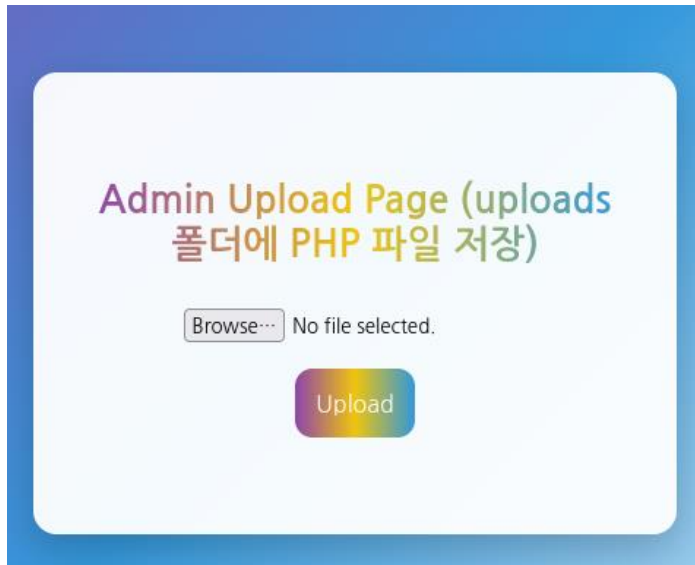 Admin Upload Page (uploads
폴더에 PHP 파일 저장)
Browse… No file selected.
Upload